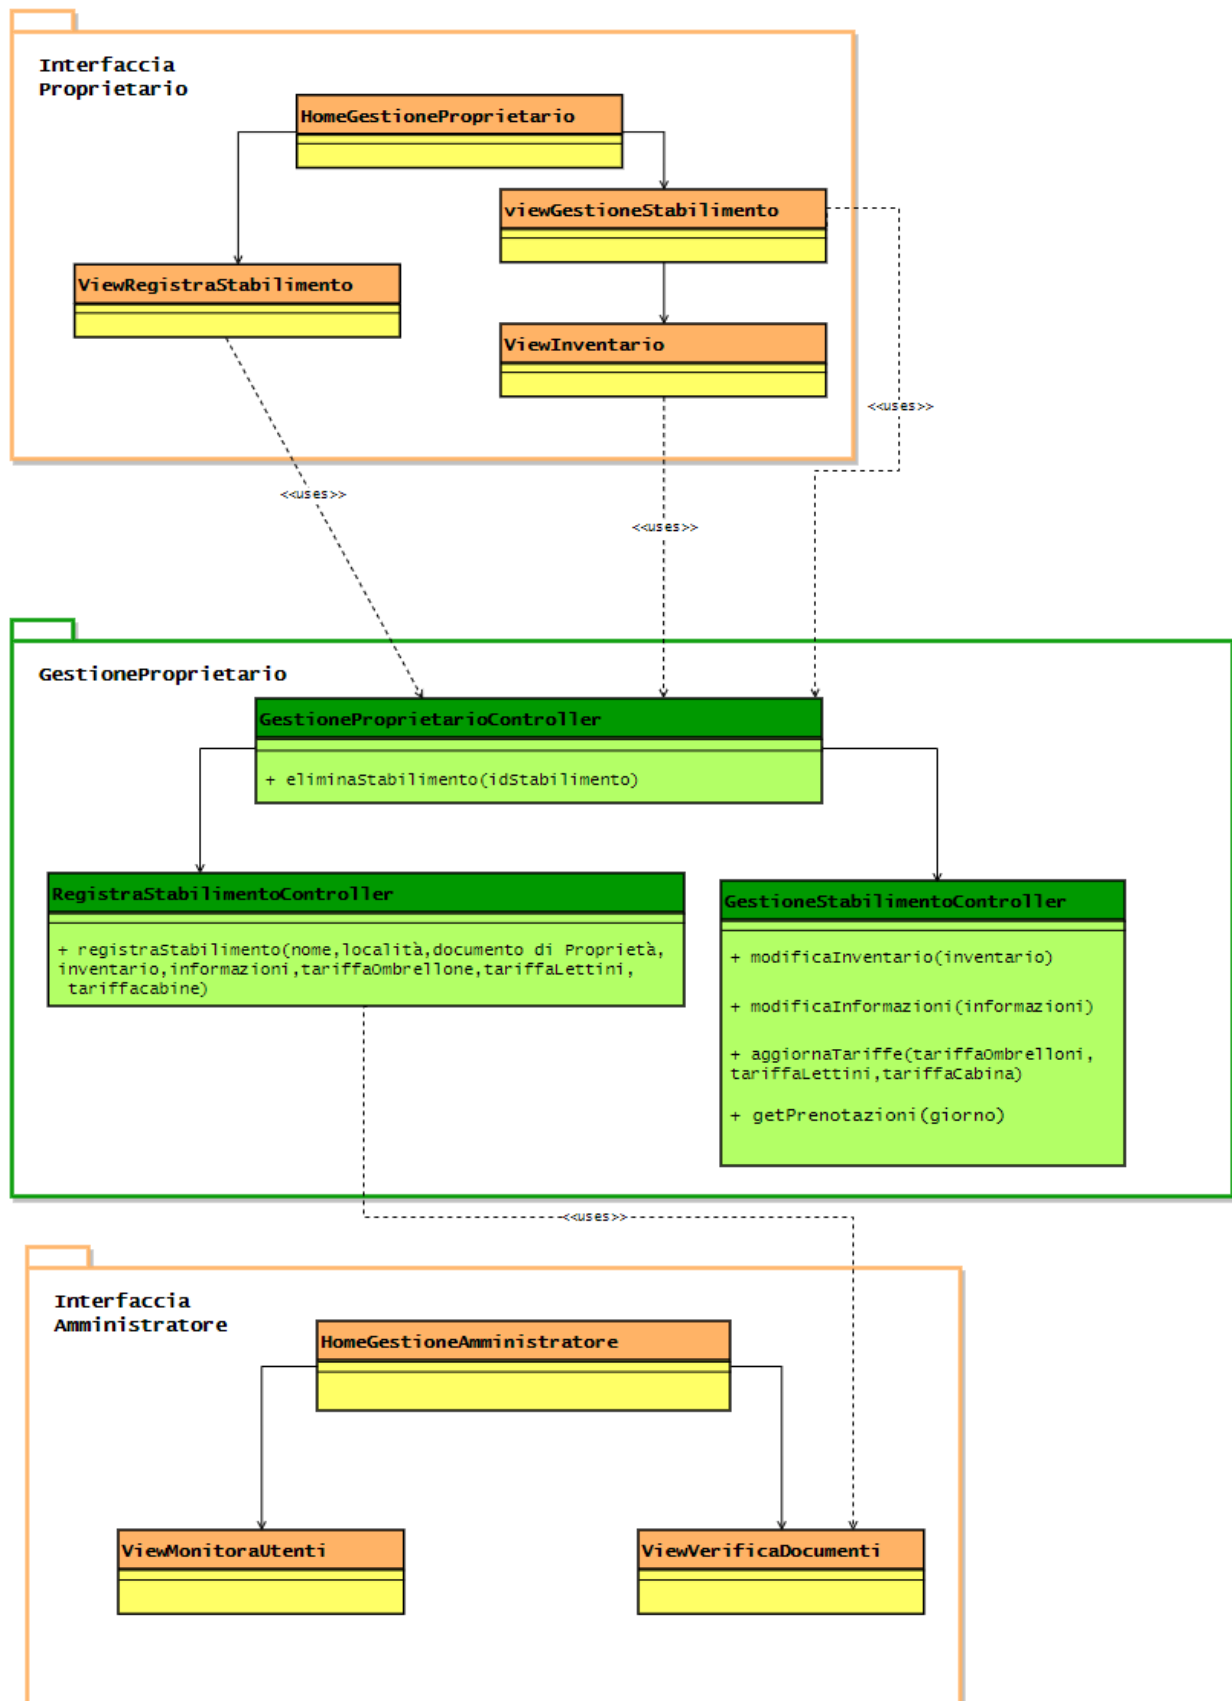 Interfaccia
Proprietario
HomeGestioneProprietario
viewGestioneStabilimento
ViewRegistraStabilimento
ViewInventario
<<uses>>
<<uses>>
<<uses>>
GestioneProprietario
GestioneProprietarioController
+ eliminaStabilimento(idStabilimento)
RegistraStabilimentoController
+ registraStabilimento(nome,località,documento di Proprietà,
inventario,informazioni,tariffaOmbrellone,tariffaLettini,
tariffacabine)
GestioneStabilimentoController
+ modificaInventario(inventario)
+ modificaInformazioni(informazioni)
+ aggiornaTariffe(tariffaOmbrelloni,
tariffaLettini,tariffaCabina)
+ getPrenotazioni(giorno)
<<uses>>
Interfaccia
Amministratore
HomeGestioneAmministratore
ViewMonitoraUtenti
ViewVerificaDocumenti